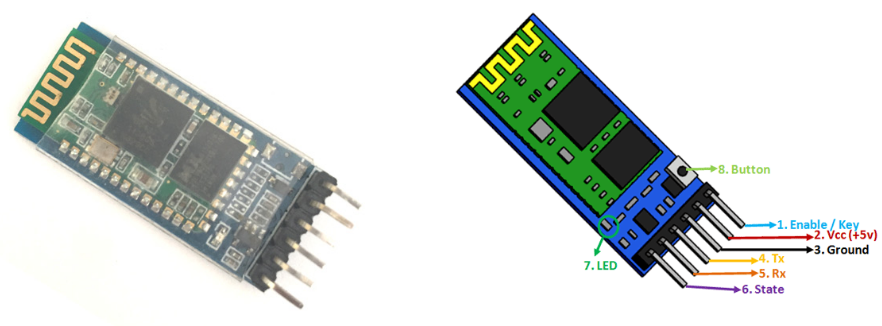 8. Button
1. Enable / Key
2. Vcc (+5v)
3. Ground
4. Tx
5. Rx
6. State
7. LED